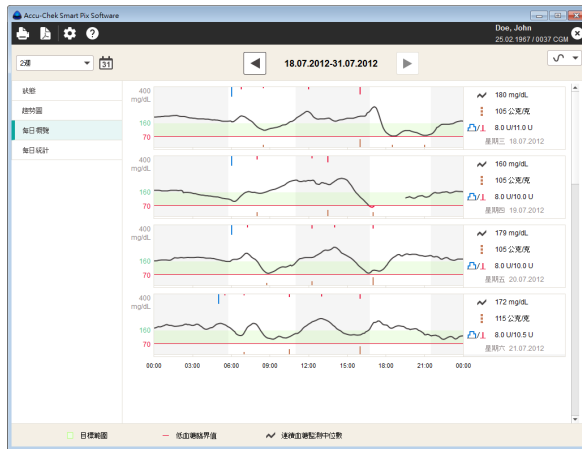 Accu-Chek Smart Pix Software
Doe, John
25.02.1967 / 0037 CGM
2週
31
18.07.2012-31.07.2012
狀態
趨勢圖
每日概覽
每日統計
400
mg/dL
160
70
180 mg/dL
105 公克/克
8.0 U/11.0 U
星期三 18.07.2012
400
mg/dL
160
70
160 mg/dL
105 公克/克
8.0 U/10.0 U
星期四 19.07.2012
400
mg/dL
160
70
179 mg/dL
105 公克/克
8.0 U/10.0 U
星期五 20.07.2012
400
mg/dL
160
70
172 mg/dL
115 公克/克
8.0 U/10.5 U
星期六 21.07.2012
00:00 03:00 06:00 09:00 12:00 15:00 18:00 21:00 00:00
目標範圍 低血糖臨界值 連續血糖監測中位數